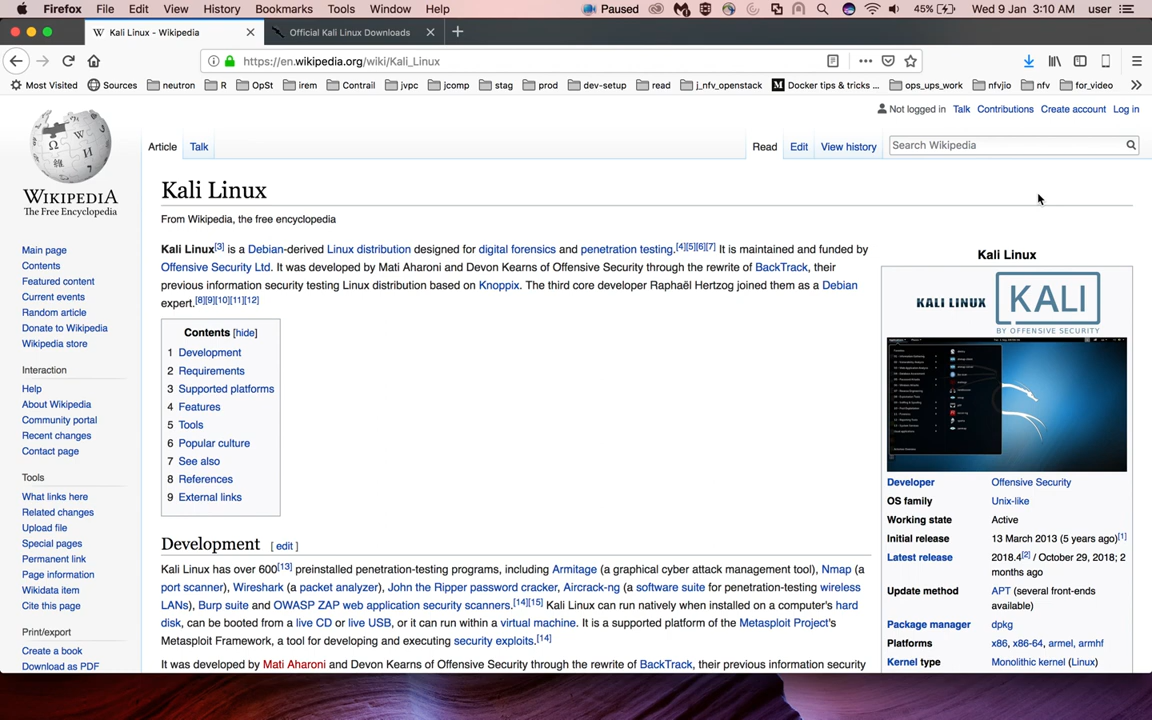 Firefox File Edit View History Bookmarks Tools Window Help Paused 45% Wed 9 Jan 3:10 AM user
Kali Linux - Wikipedia Official Kali Linux Downloads
https://en.wikipedia.org/wiki/Kali_Linux
Most Visited Sources neutron R OpSt irem Contrail jvpc jcomp stag prod dev-setup read j_nfv_openstack Docker tips & tricks ... ops_ups_work nfvjio nfv for_video
Not logged in Talk Contributions Create account Log in
Article Talk Read Edit View history Search Wikipedia
WIKIPEDIA
The Free Encyclopedia
Main page
Contents
Featured content
Current events
Random article
Donate to Wikipedia
Wikipedia store
Interaction
Help
About Wikipedia
Community portal
Recent changes
Contact page
Tools
What links here
Related changes
Upload file
Special pages
Permanent link
Page information
Wikidata item
Cite this page
Print/export
Create a book
Download as PDF
Kali Linux
From Wikipedia, the free encyclopedia
Kali Linux[3] is a Debian-derived Linux distribution designed for digital forensics and penetration testing.[4][5][6][7] It is maintained and funded by
Offensive Security Ltd. It was developed by Mati Aharoni and Devon Kearns of Offensive Security through the rewrite of BackTrack, their
previous information security testing Linux distribution based on Knoppix. The third core developer Raphaël Hertzog joined them as a Debian
expert.[8][9][10][11][12]
Contents [hide]
1 Development
2 Requirements
3 Supported platforms
4 Features
5 Tools
6 Popular culture
7 See also
8 References
9 External links
Development [ edit ]
Kali Linux has over 600[13] preinstalled penetration-testing programs, including Armitage (a graphical cyber attack management tool), Nmap (a
port scanner), Wireshark (a packet analyzer), John the Ripper password cracker, Aircrack-ng (a software suite for penetration-testing wireless
LANs), Burp suite and OWASP ZAP web application security scanners.[14][15] Kali Linux can run natively when installed on a computer's hard
disk, can be booted from a live CD or live USB, or it can run within a virtual machine. It is a supported platform of the Metasploit Project's
Metasploit Framework, a tool for developing and executing security exploits.[14]
It was developed by Mati Aharoni and Devon Kearns of Offensive Security through the rewrite of BackTrack, their previous information security
Kali Linux
KALI LINUX KALI
BY OFFENSIVE SECURITY
Developer Offensive Security
OS family Unix-like
Working state Active
Initial release 13 March 2013 (5 years ago)[1]
Latest release 2018.4[2] / October 29, 2018; 2
months ago
Update method APT (several front-ends
available)
Package manager dpkg
Platforms x86, x86-64, armel, armhf
Kernel type Monolithic kernel (Linux)